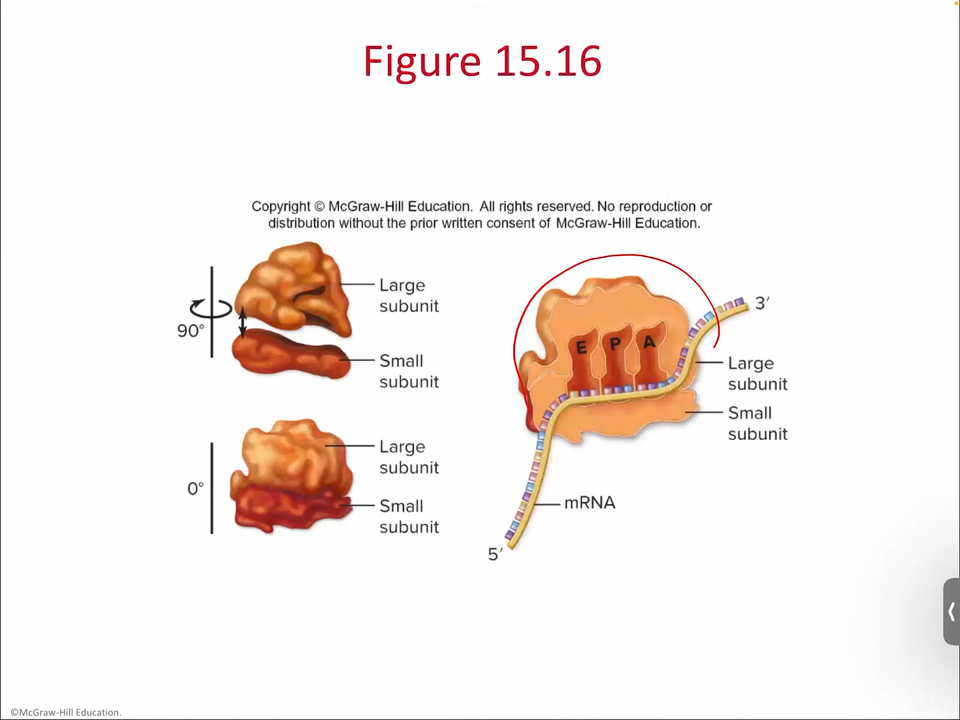 Figure 15.16
Copyright © McGraw-Hill Education. All rights reserved. No reproduction or
distribution without the prior written consent of McGraw-Hill Education.
90°
Large
subunit
Small
subunit
0°
Large
subunit
Small
subunit
E P A
3′
Large
subunit
Small
subunit
mRNA
5′
©McGraw-Hill Education.